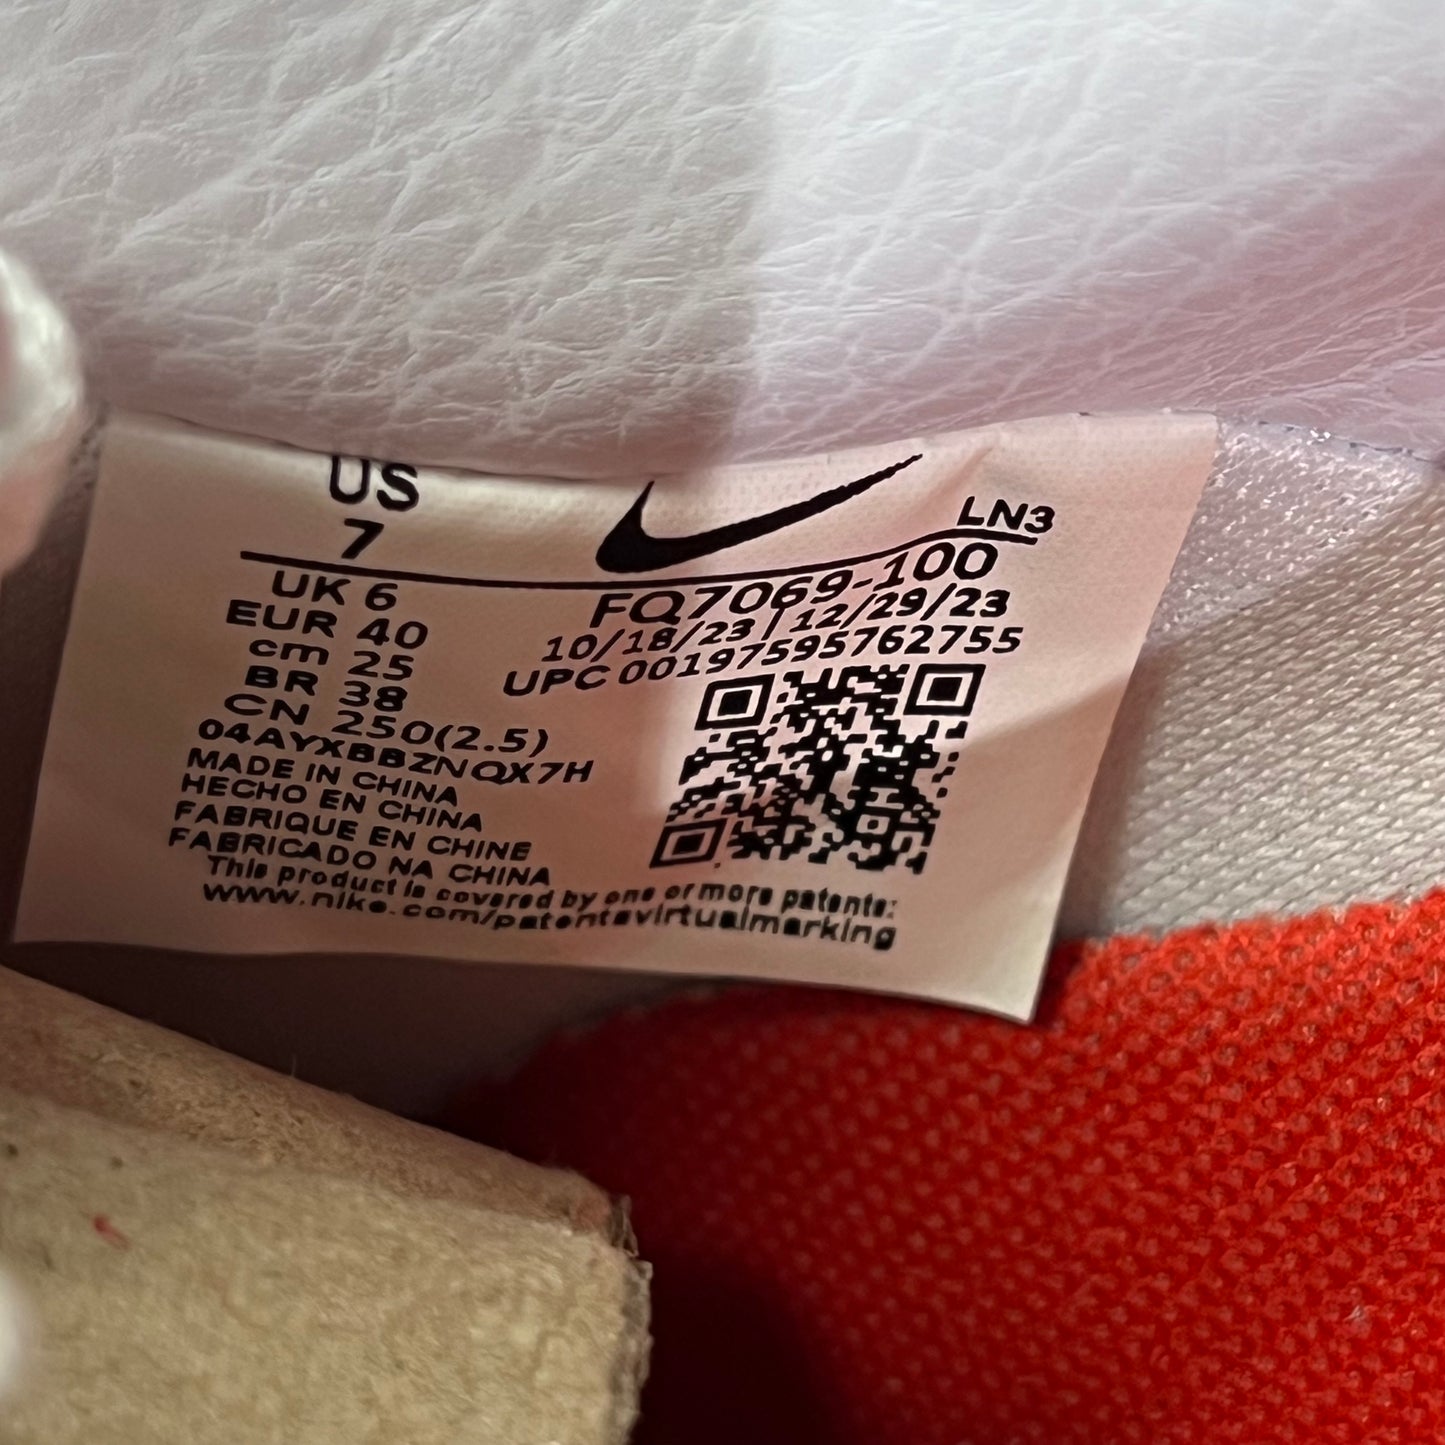 US
7
LN3
UK 6
EUR 40
cm 25
BR 38
CN 250(2.5)
FQ7069-100
10/18/23 / 12/29/23
UPC 00197595762755
04AYXBBZNQX7H
MADE IN CHINA
HECHO EN CHINA
FABRIQUE EN CHINE
FABRICADO NA CHINA
This product is covered by one or more patents:
www.nike.com/patentsvirtualmarking